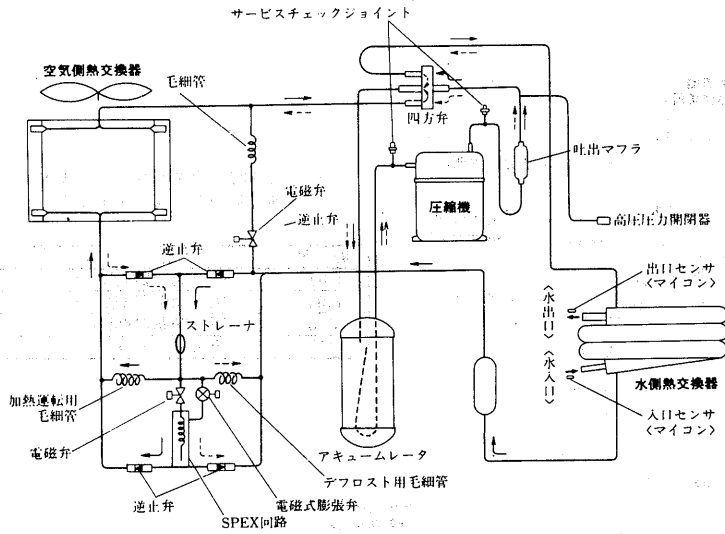 サービスチェックジョイント
空気側熱交換器
毛細管
四方弁
吐出マフラ
電磁弁
逆止弁
圧縮機
高圧圧力開閉器
逆止弁
出口センサ
〈マイコン〉
〈水出口〉
ストレーナ
〈水入口〉
加熱運転用
毛細管
水側熱交換器
入口センサ
〈マイコン〉
電磁弁
アキュームレータ
デフロスト用毛細管
逆止弁
電磁式膨張弁
SPEX回路